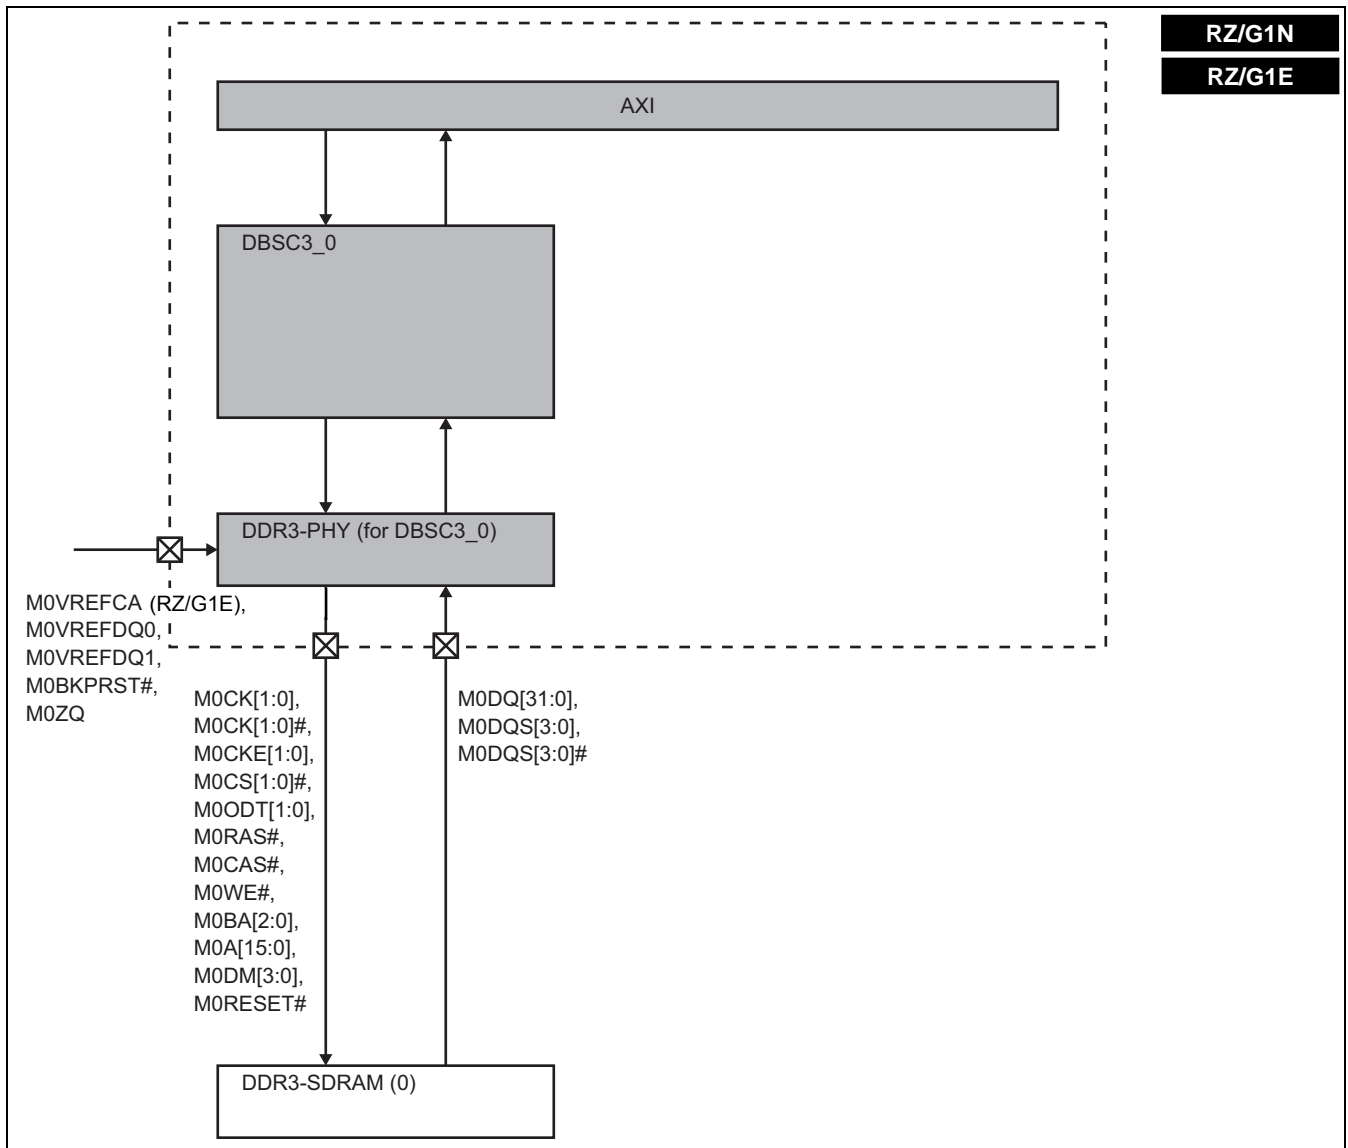 RZ/G1N
RZ/G1E
AXI
DBSC3_0
DDR3-PHY (for DBSC3_0)
M0VREFCA (RZ/G1E),
M0VREFDQ0,
M0VREFDQ1,
M0BKPRST#,
M0ZQ
M0CK[1:0],
M0CK[1:0]#,
M0CKE[1:0],
M0CS[1:0]#,
M0ODT[1:0],
M0RAS#,
M0CAS#,
M0WE#,
M0BA[2:0],
M0A[15:0],
M0DM[3:0],
M0RESET#
M0DQ[31:0],
M0DQS[3:0],
M0DQS[3:0]#
DDR3-SDRAM (0)